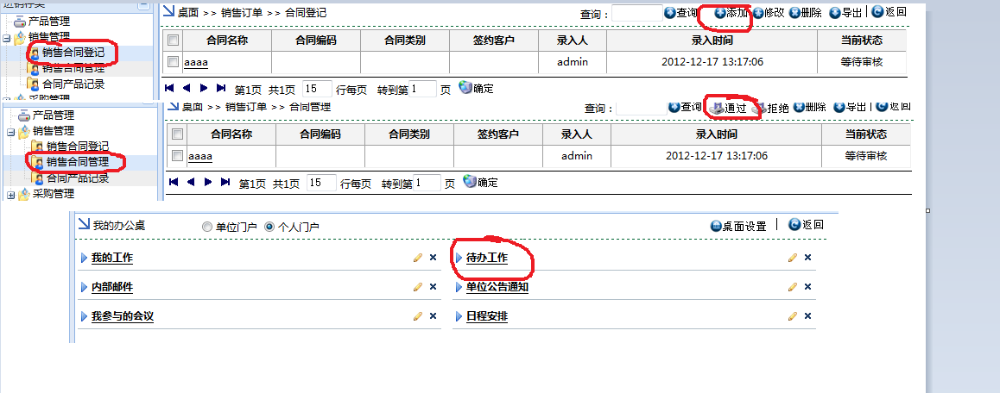 产品管理
销售管理
销售合同登记
销售合同管理
合同产品记录
桌面 >> 销售订单 >> 合同登记
查询： 查询 添加 修改 删除 导出 | 返回
合同名称 合同编码 合同类别 签约客户 录入人 录入时间 当前状态
aaaa admin 2012-12-17 13:17:06 等待审核
第1页 共1页 15 行每页 转到第 1 页 确定
产品管理
销售管理
销售合同登记
销售合同管理
合同产品记录
采购管理
桌面 >> 销售订单 >> 合同管理
查询： 查询 通过 拒绝 删除 导出 | 返回
合同名称 合同编码 合同类别 签约客户 录入人 录入时间 当前状态
aaaa admin 2012-12-17 13:17:06 等待审核
第1页 共1页 15 行每页 转到第 1 页 确定
我的办公桌 单位门户 个人门户 桌面设置 | 返回
我的工作 待办工作
内部邮件 单位公告通知
我参与的会议 日程安排